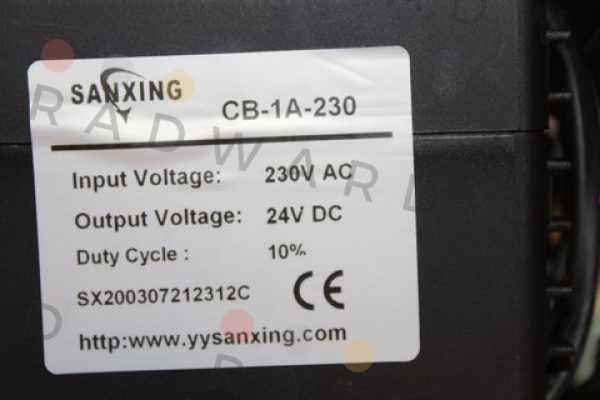 SANXING
CB-1A-230
Input Voltage: 230V AC
Output Voltage: 24V DC
Duty Cycle : 10%
SX200307212312C CE
http:www.yysanxing.com
RADWARD